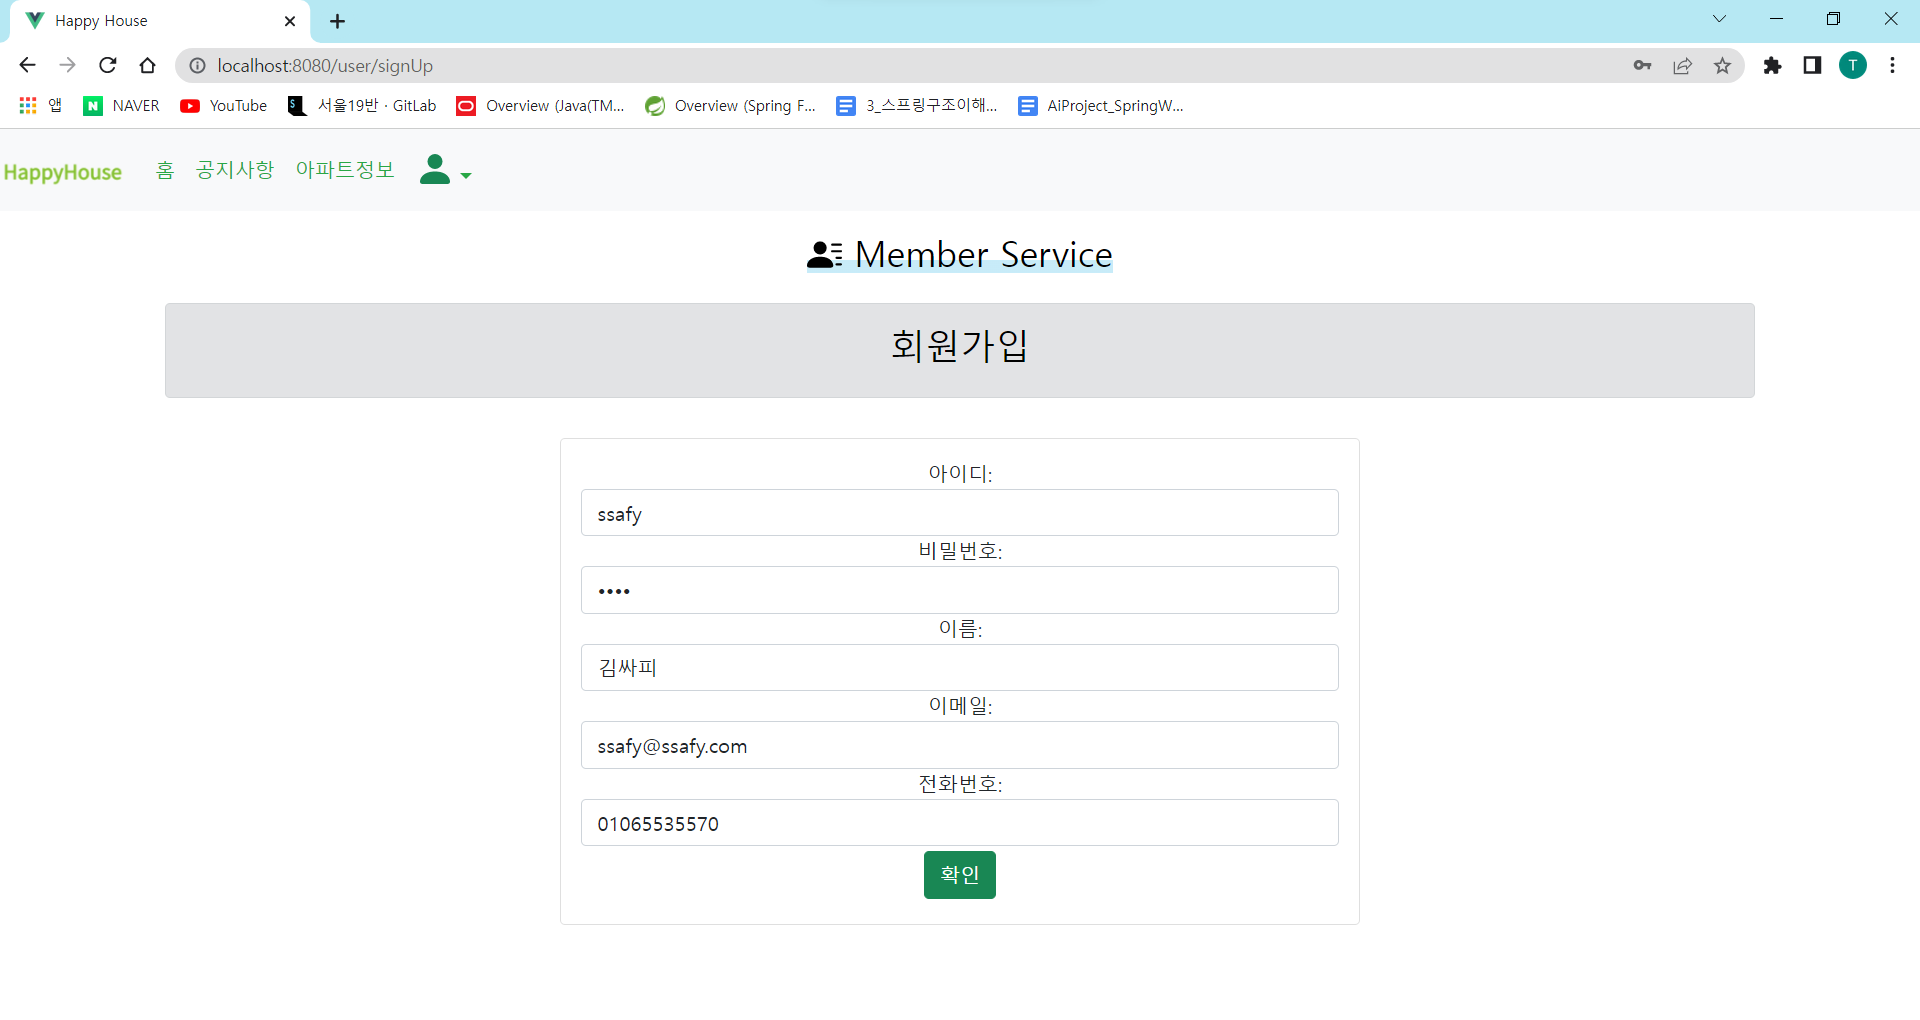 Happy House
localhost:8080/user/signUp
T
앱 NAVER YouTube 서울19반 · GitLab Overview (Java(TM... Overview (Spring F... 3_스프링구조이해... AiProject_SpringW...
HappyHouse 홈 공지사항 아파트정보
Member Service
회원가입
아이디:
ssafy
비밀번호:
••••
이름:
김싸피
이메일:
ssafy@ssafy.com
전화번호:
01065535570
확인